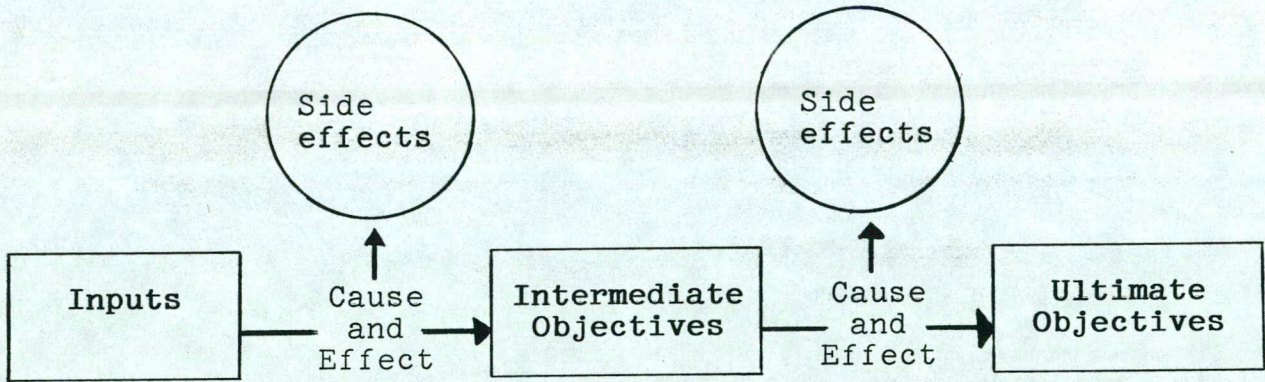 Side
effects
Side
effects
Inputs
Cause
and
Effect
Intermediate
Objectives
Cause
and
Effect
Ultimate
Objectives